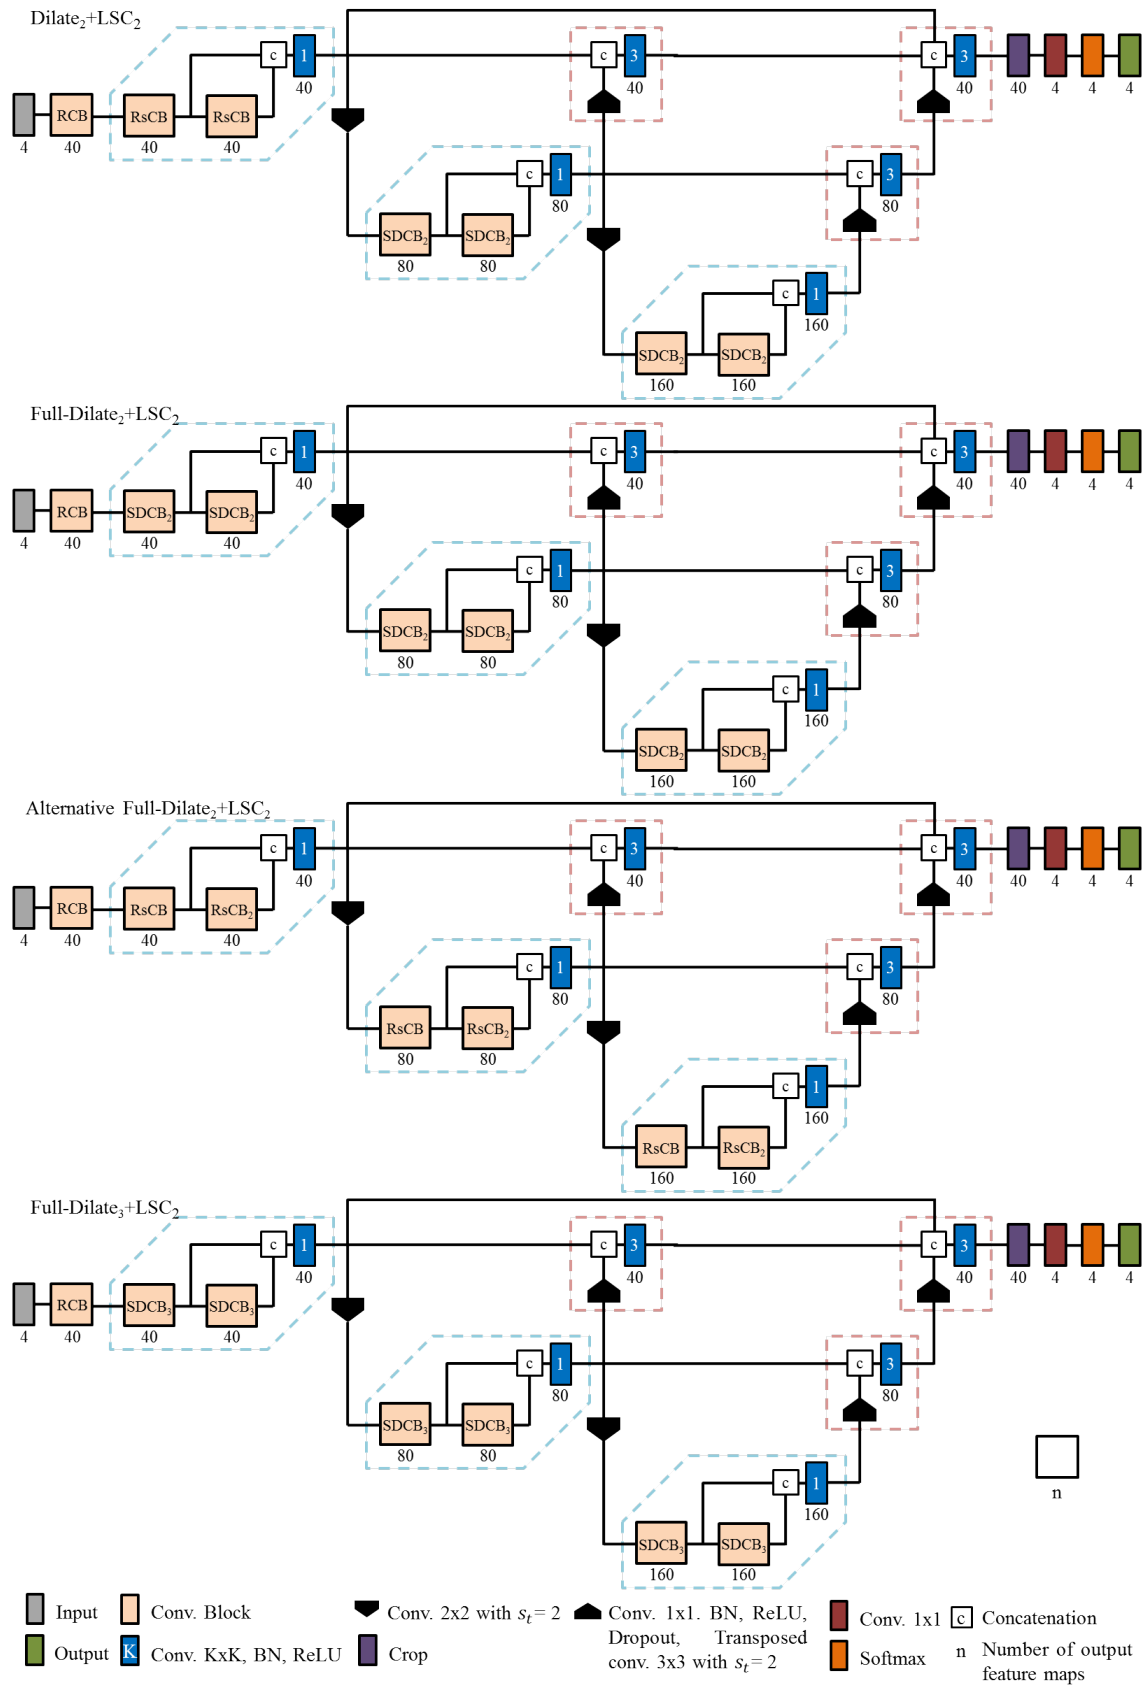 Dilate₂+LSC₂
c 1 c 3 c 3
40 40 40 40 4 4 4
RCB RsCB RsCB
4 40 40 40
c 1 c 3
80 80
SDCB₂ SDCB₂
80 80
c 1
160
SDCB₂ SDCB₂
160 160
Full-Dilate₂+LSC₂
c 1 c 3 c 3
40 40 40 40 4 4 4
RCB SDCB₂ SDCB₂
4 40 40 40
c 1 c 3
80 80
SDCB₂ SDCB₂
80 80
c 1
160
SDCB₂ SDCB₂
160 160
Alternative Full-Dilate₂+LSC₂
c 1 c 3 c 3
40 40 40 40 4 4 4
RCB RsCB RsCB₂
4 40 40 40
c 1 c 3
80 80
RsCB RsCB₂
80 80
c 1
160
RsCB RsCB₂
160 160
Full-Dilate₃+LSC₂
c 1 c 3 c 3
40 40 40 40 4 4 4
RCB SDCB₃ SDCB₃
4 40 40 40
c 1 c 3
80 80
SDCB₃ SDCB₃
80 80
c 1
160
SDCB₃ SDCB₃
160 160
n
Input
Conv. Block
Conv. 2x2 with sₜ= 2
Conv. 1x1. BN, ReLU,
Dropout, Transposed
conv. 3x3 with sₜ= 2
Conv. 1x1
c Concatenation
Output
K Conv. KxK, BN, ReLU
Crop
Softmax
n Number of output
feature maps